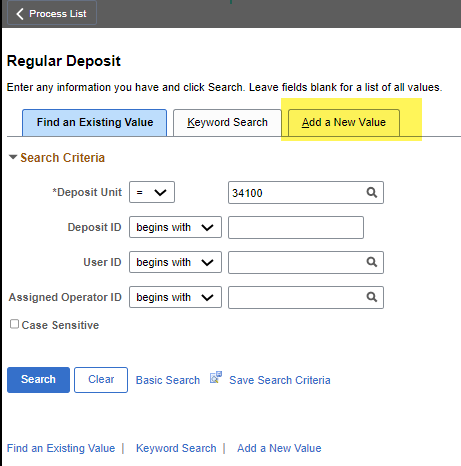 Process List
Regular Deposit
Enter any information you have and click Search. Leave fields blank for a list of all values.
Find an Existing Value Keyword Search Add a New Value
Search Criteria
*Deposit Unit = 34100
Deposit ID begins with
User ID begins with
Assigned Operator ID begins with
Case Sensitive
Search Clear Basic Search Save Search Criteria
Find an Existing Value | Keyword Search | Add a New Value